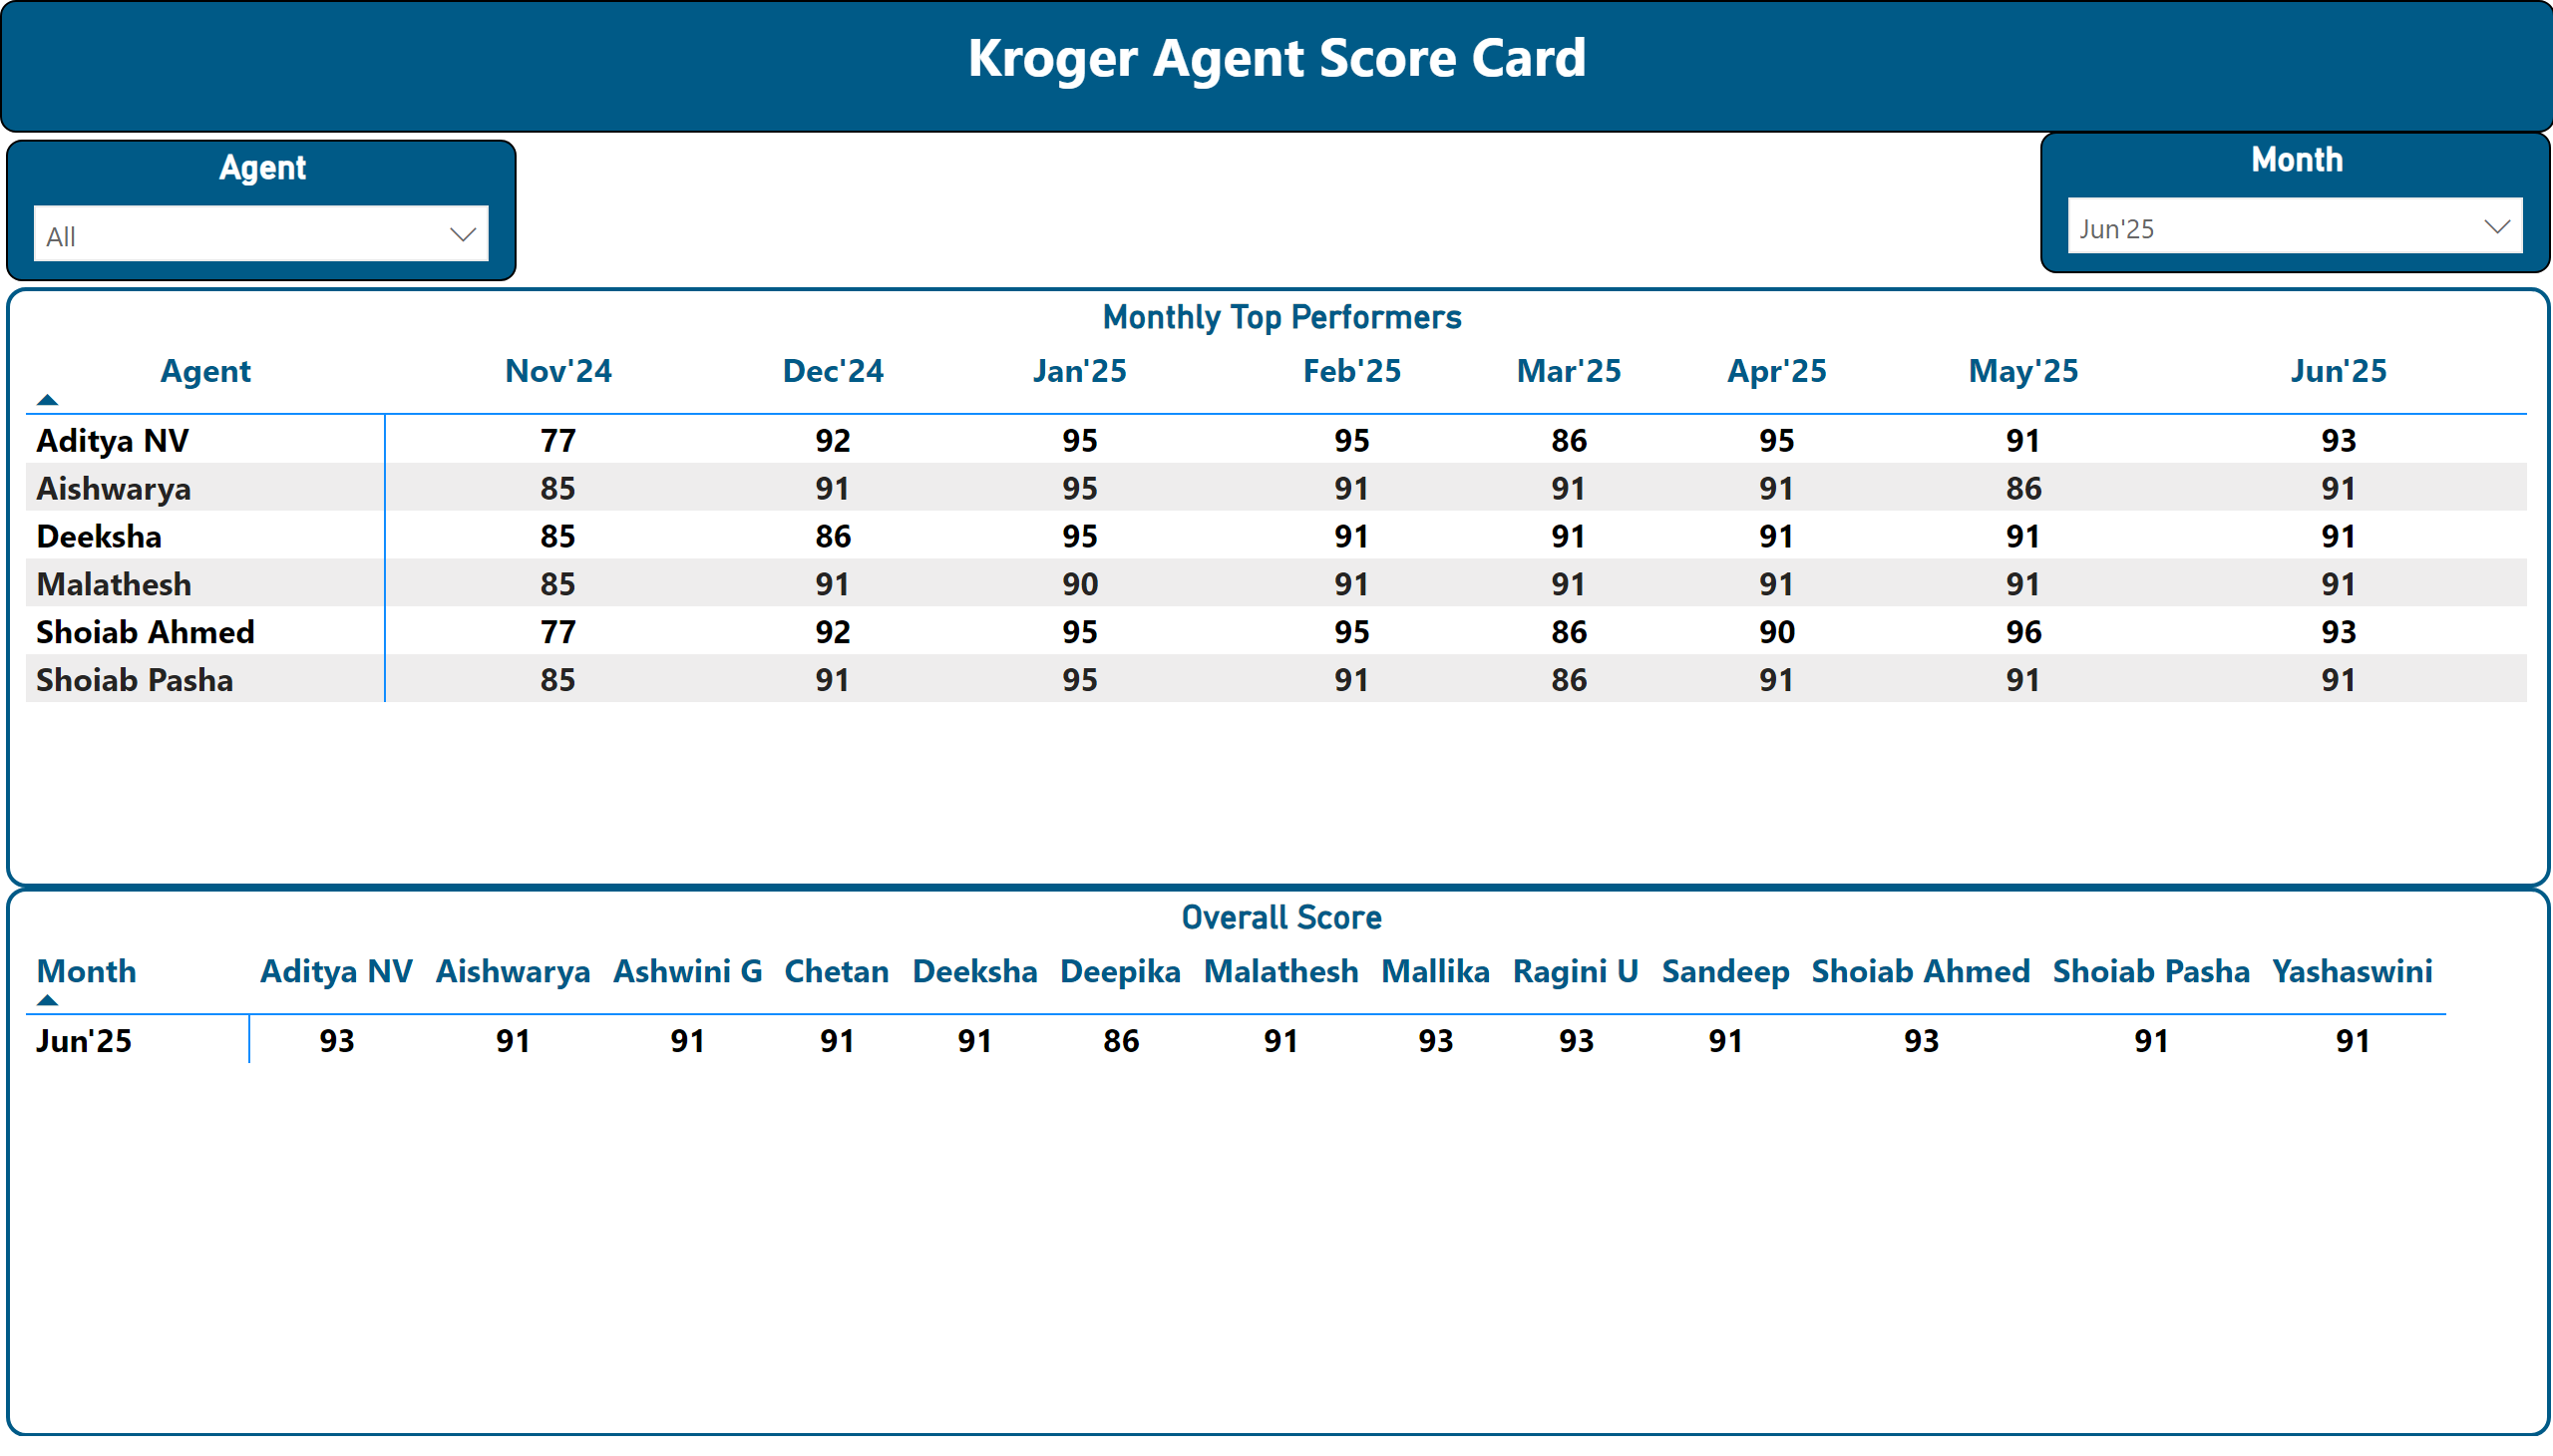 Kroger Agent Score Card
Agent
All
Month
Jun'25
Monthly Top Performers
Agent Nov'24 Dec'24 Jan'25 Feb'25 Mar'25 Apr'25 May'25 Jun'25
Aditya NV 77 92 95 95 86 95 91 93
Aishwarya 85 91 95 91 91 91 86 91
Deeksha 85 86 95 91 91 91 91 91
Malathesh 85 91 90 91 91 91 91 91
Shoiab Ahmed 77 92 95 95 86 90 96 93
Shoiab Pasha 85 91 95 91 86 91 91 91
Overall Score
Month Aditya NV Aishwarya Ashwini G Chetan Deeksha Deepika Malathesh Mallika Ragini U Sandeep Shoiab Ahmed Shoiab Pasha Yashaswini
Jun'25 93 91 91 91 91 86 91 93 93 91 93 91 91